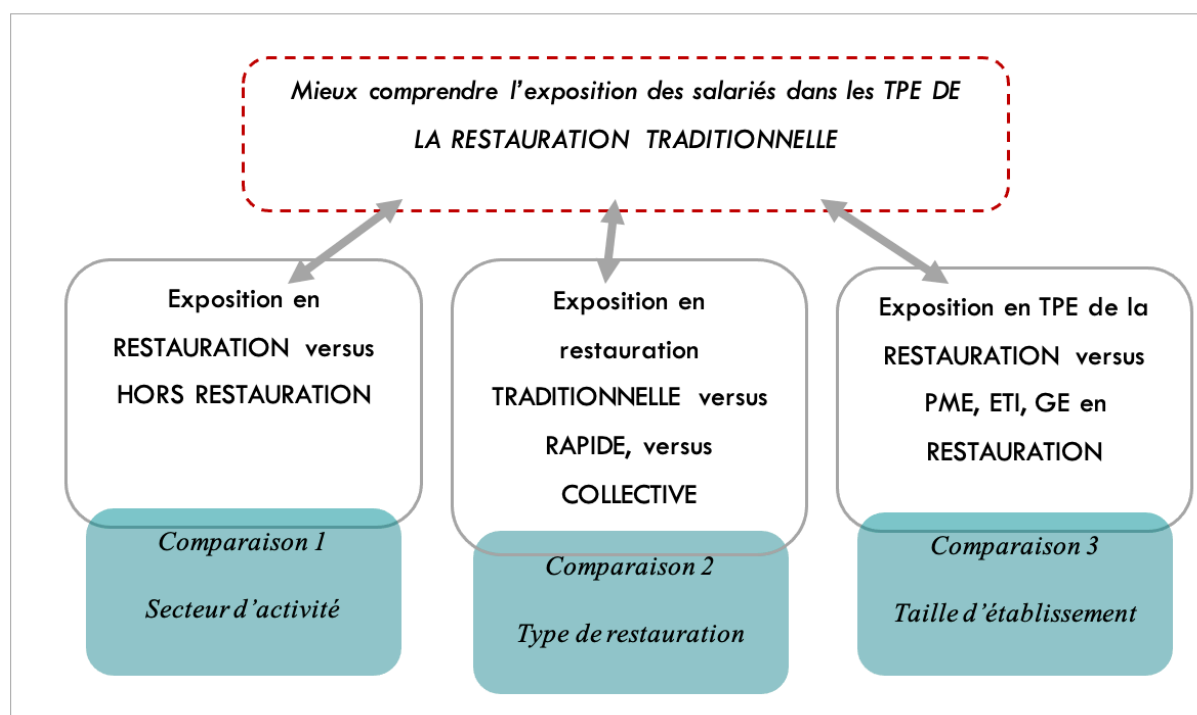 Mieux comprendre l’exposition des salariés dans les TPE DE
LA RESTAURATION TRADITIONNELLE
Exposition en
RESTAURATION versus
HORS RESTAURATION
Comparaison 1
Secteur d’activité
Exposition en
restauration
TRADITIONNELLE versus
RAPIDE, versus
COLLECTIVE
Comparaison 2
Type de restauration
Exposition en TPE de la
RESTAURATION versus
PME, ETI, GE en
RESTAURATION
Comparaison 3
Taille d’établissement